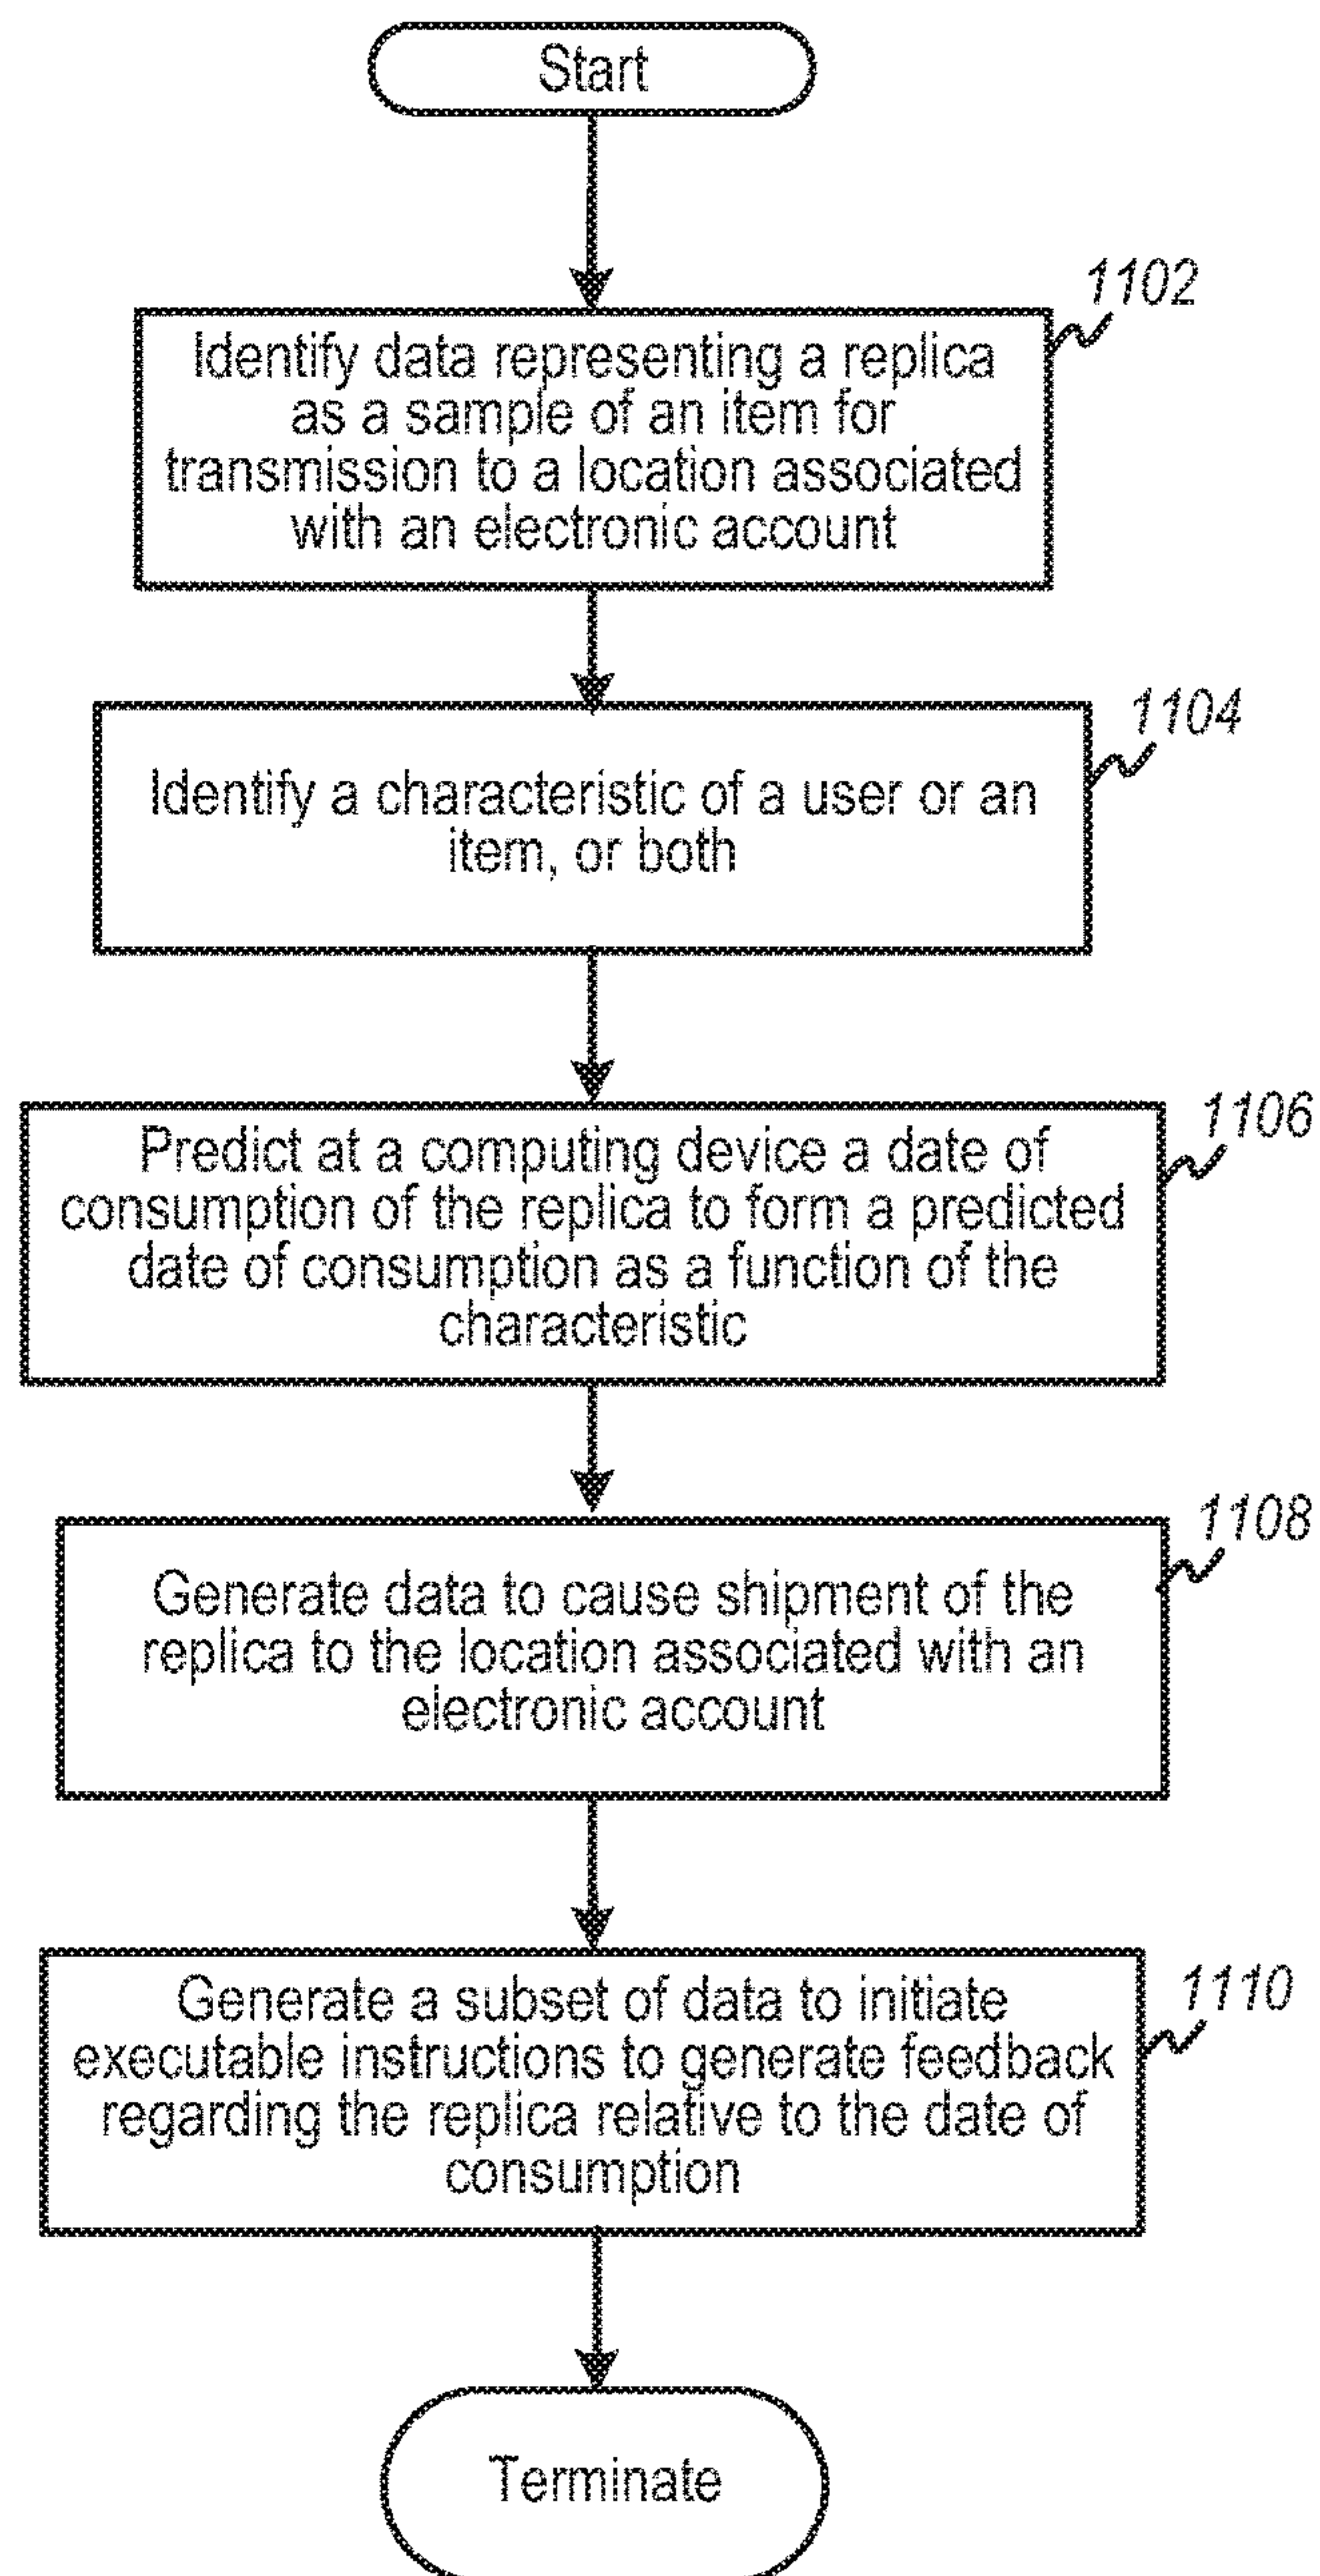 Start
1102
Identify data representing a replica
as a sample of an item for
transmission to a location associated
with an electronic account
1104
Identify a characteristic of a user or an
item, or both
1106
Predict at a computing device a date of
consumption of the replica to form a predicted
date of consumption as a function of the
characteristic
1108
Generate data to cause shipment of the
replica to the location associated with an
electronic account
1110
Generate a subset of data to initiate
executable instructions to generate feedback
regarding the replica relative to the date of
consumption
Terminate